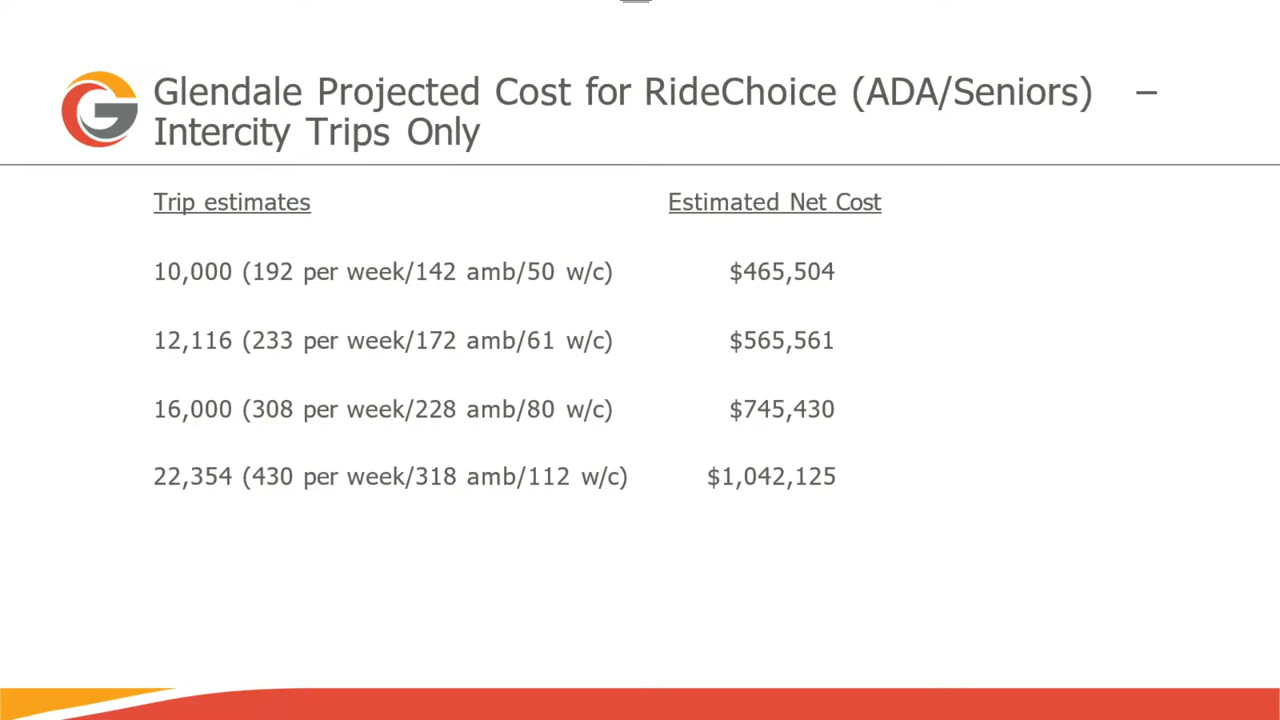 Glendale Projected Cost for RideChoice (ADA/Seniors) –
Intercity Trips Only
Trip estimates Estimated Net Cost
10,000 (192 per week/142 amb/50 w/c) $465,504
12,116 (233 per week/172 amb/61 w/c) $565,561
16,000 (308 per week/228 amb/80 w/c) $745,430
22,354 (430 per week/318 amb/112 w/c) $1,042,125